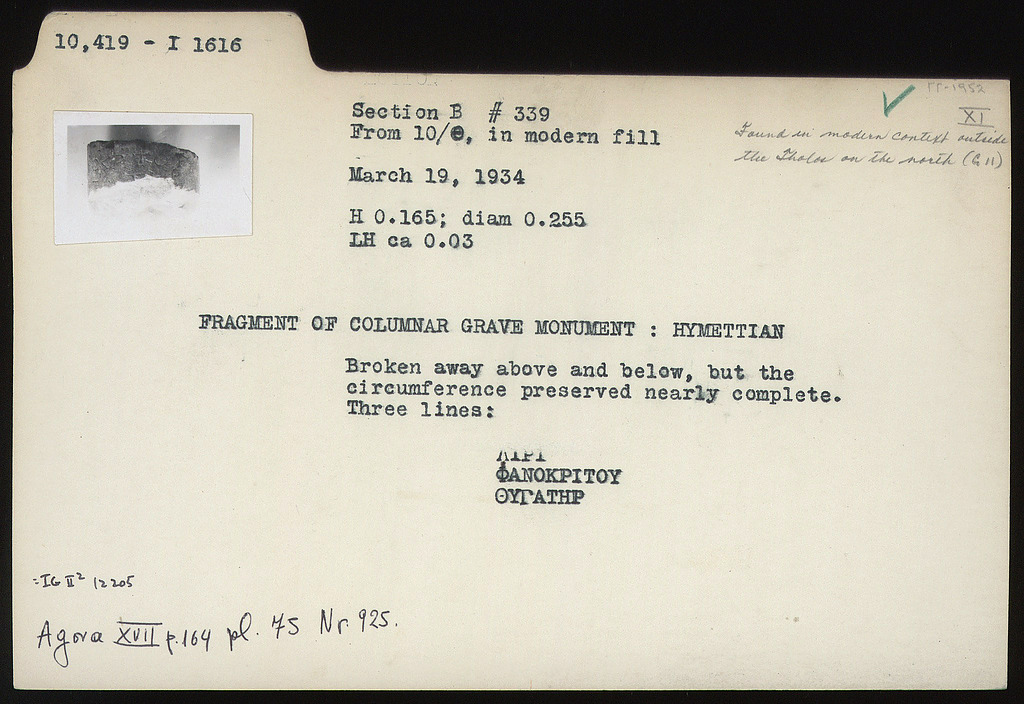 10,419 - I 1616
ΓΓ-1952
XI
Found in modern context outside
the Tholos on the north (G 11)
Section B # 339
From 10/Θ, in modern fill
March 19, 1934
H 0.165; diam 0.255
LH ca 0.03
FRAGMENT OF COLUMNAR GRAVE MONUMENT : HYMETTIAN
Broken away above and below, but the
circumference preserved nearly complete.
Three lines:
ΦΑΝΟΚΡΙΤΟΥ
ΘΥΓΑΤΗΡ
=IG II² 12205
Agora XVII p.164 pl. 75 Nr. 925.